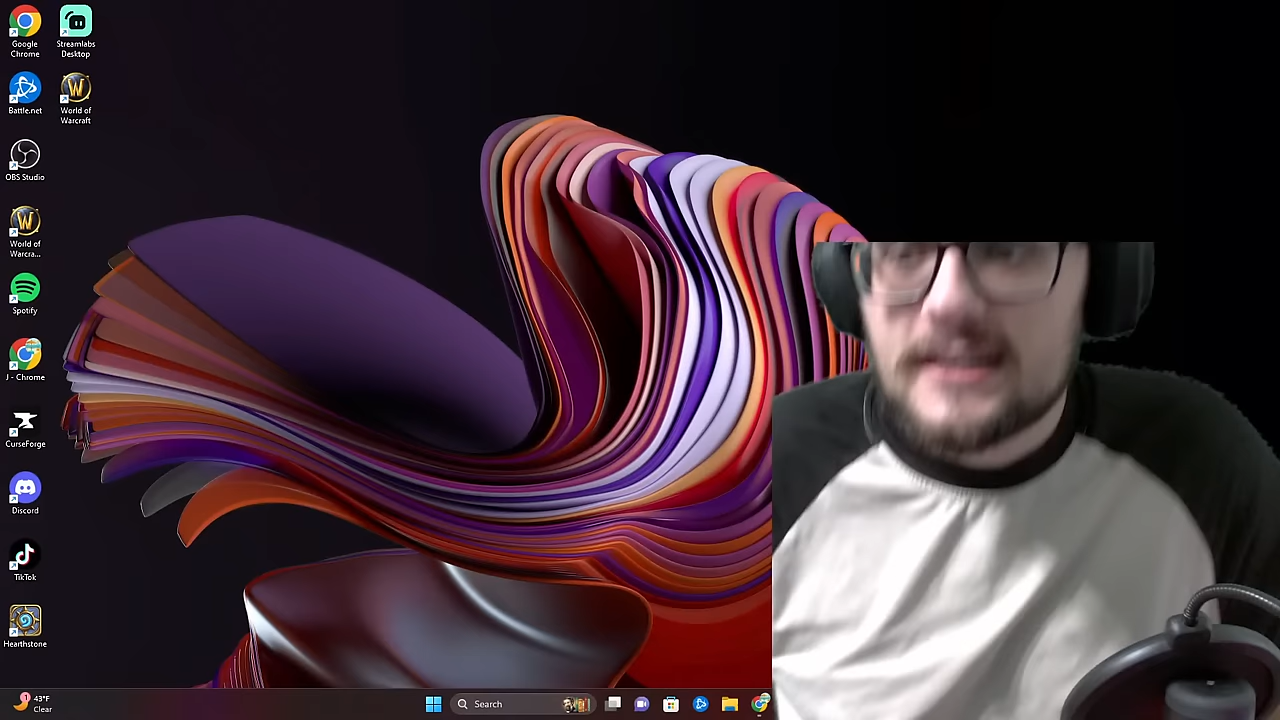 Google
Chrome
Streamlabs
Desktop
Battle.net
World of
Warcraft
OBS Studio
World of
Warcra...
Spotify
J - Chrome
CurseForge
Discord
TikTok
Hearthstone
1
43°F
Clear
Search